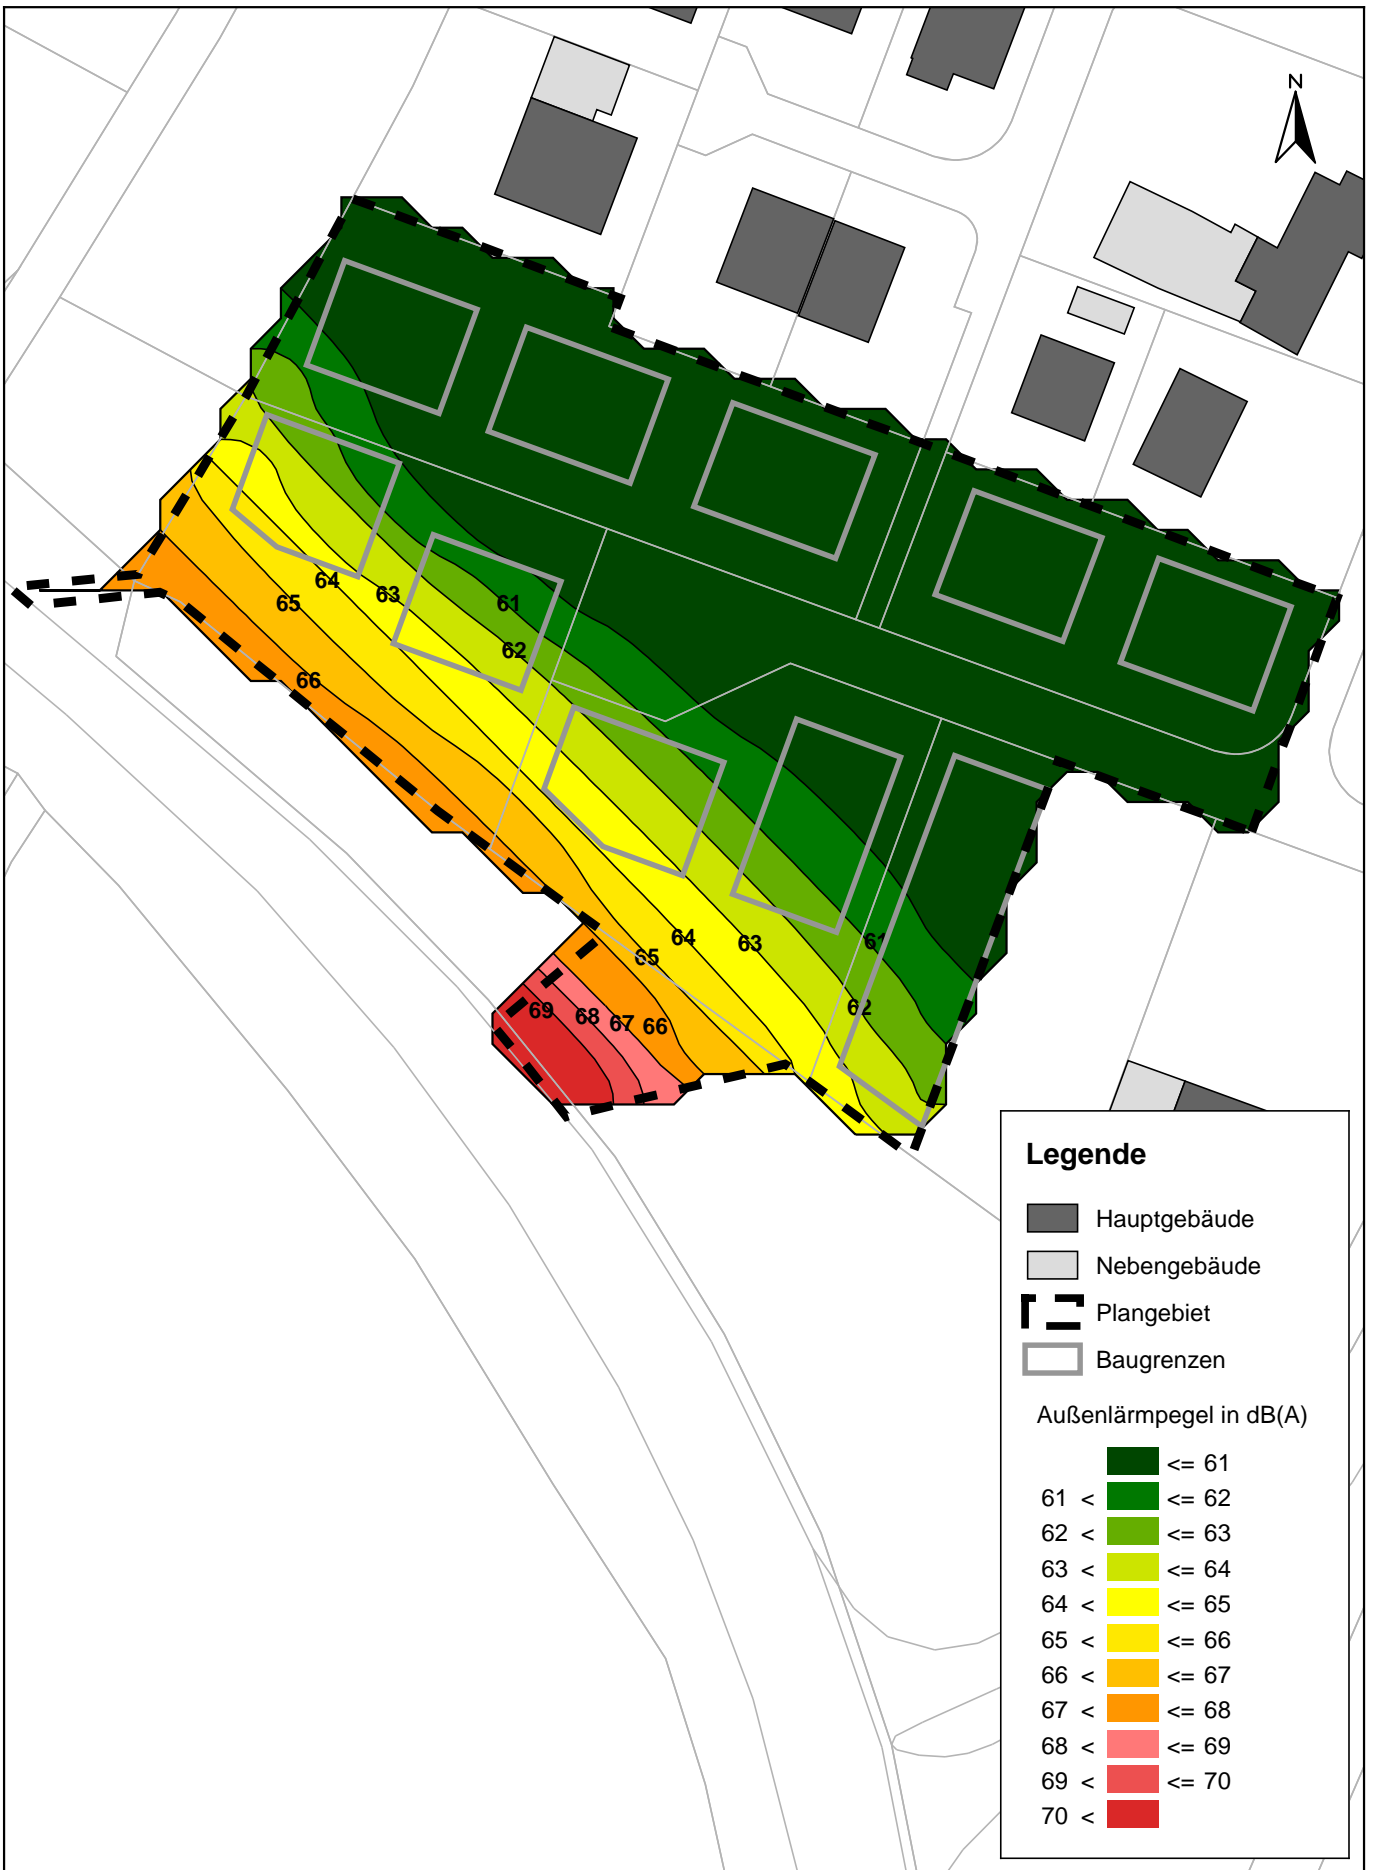 N
61
64
63
65
62
66
61
64
63
65
62
69
68
67
66
Legende
Hauptgebäude
Nebengebäude
Plangebiet
Baugrenzen
Außenlärmpegel in dB(A)
<= 61
61 < <= 62
62 < <= 63
63 < <= 64
64 < <= 65
65 < <= 66
66 < <= 67
67 < <= 68
68 < <= 69
69 < <= 70
70 <